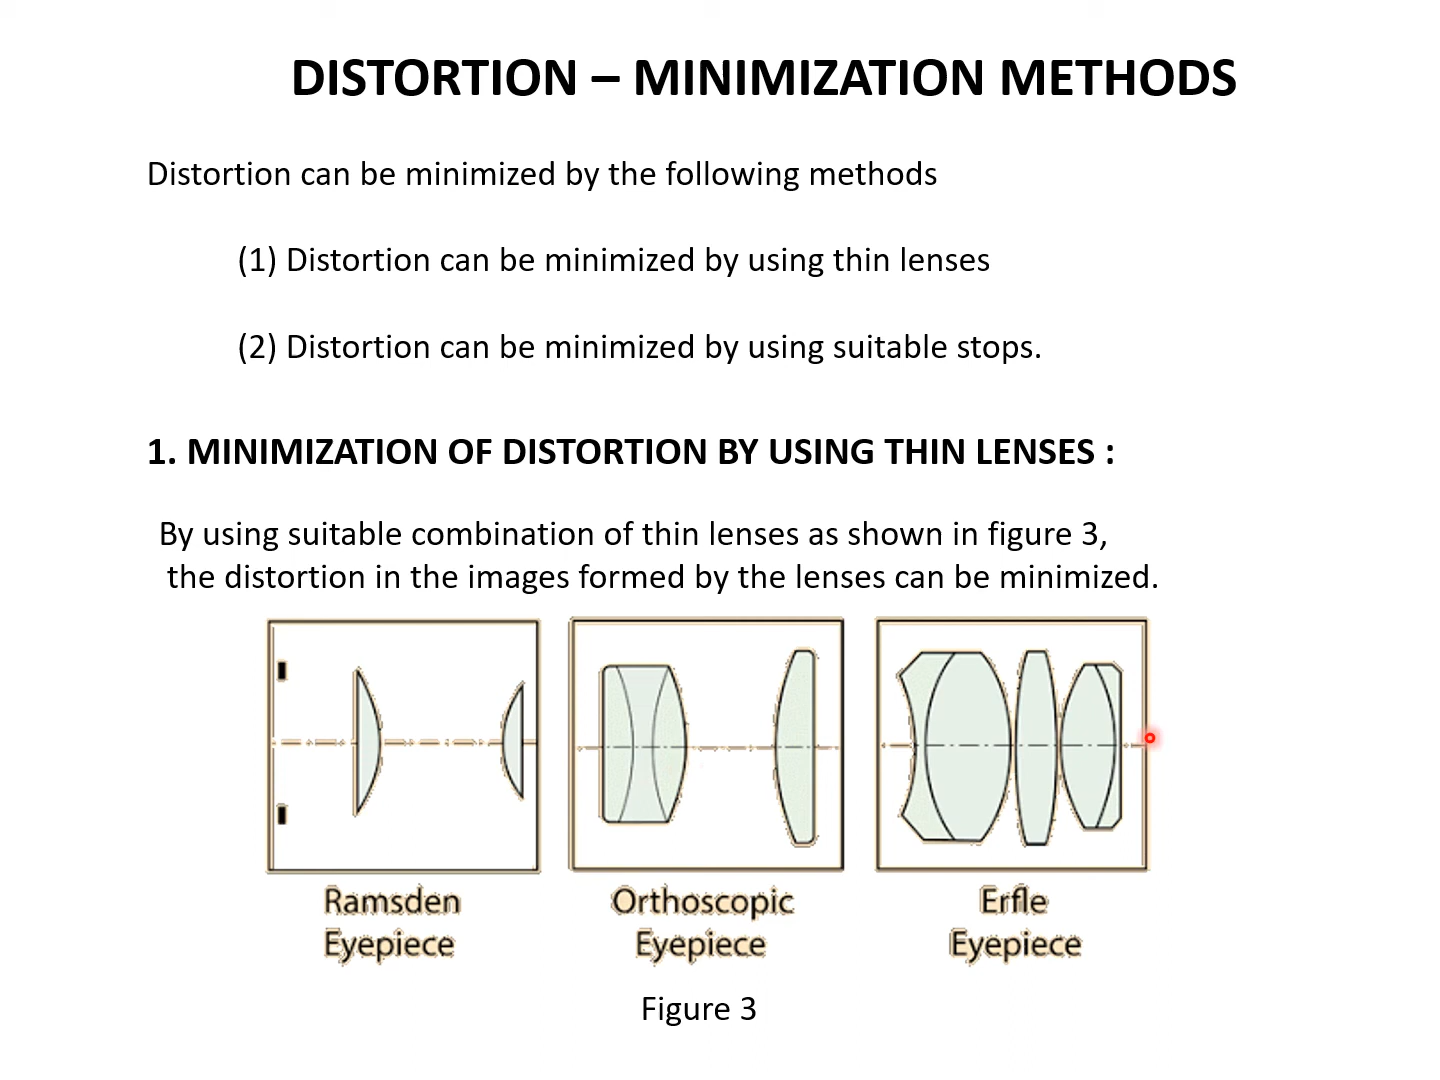 DISTORTION – MINIMIZATION METHODS
Distortion can be minimized by the following methods
(1) Distortion can be minimized by using thin lenses
(2) Distortion can be minimized by using suitable stops.
1. MINIMIZATION OF DISTORTION BY USING THIN LENSES :
By using suitable combination of thin lenses as shown in figure 3,
the distortion in the images formed by the lenses can be minimized.
Ramsden
Eyepiece
Orthoscopic
Eyepiece
Erfle
Eyepiece
Figure 3